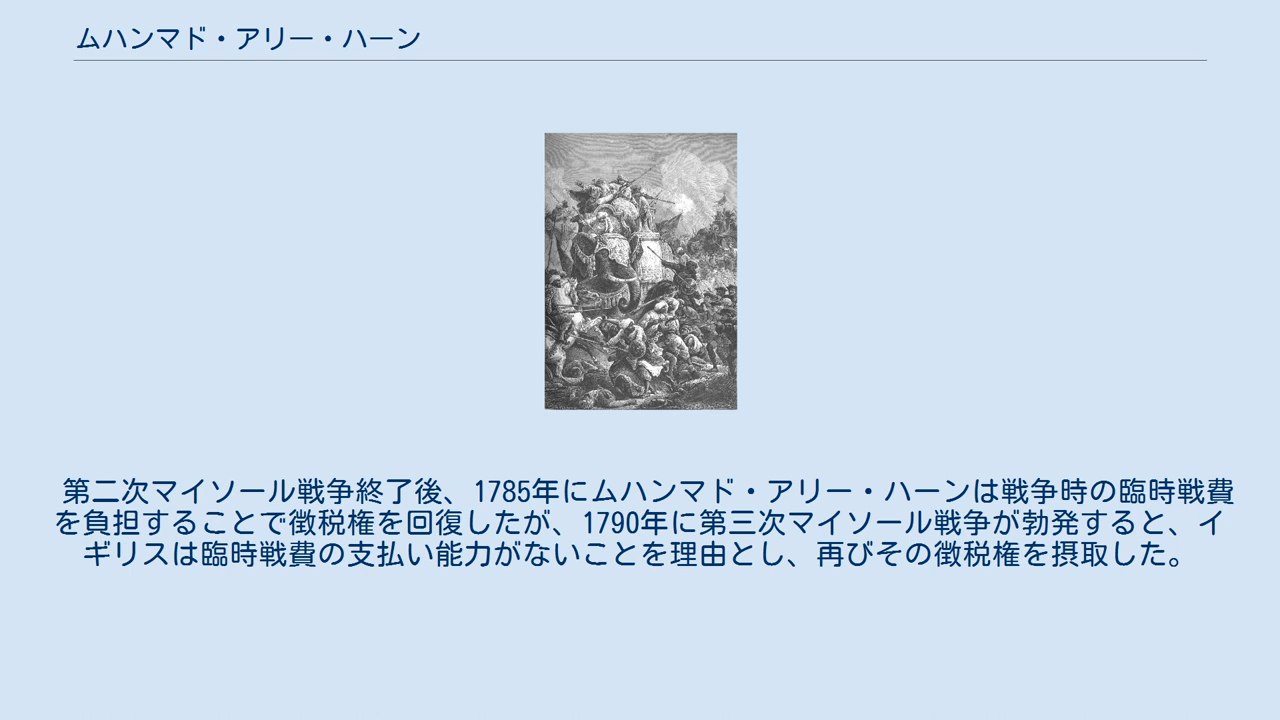 ムハンマド・アリー・ハーン
第二次マイソール戦争終了後、1785年にムハンマド・アリー・ハーンは戦争時の臨時戦費
を負担することで徴税権を回復したが、1790年に第三次マイソール戦争が勃発すると、イ
ギリスは臨時戦費の支払い能力がないことを理由とし、再びその徴税権を摂取した。